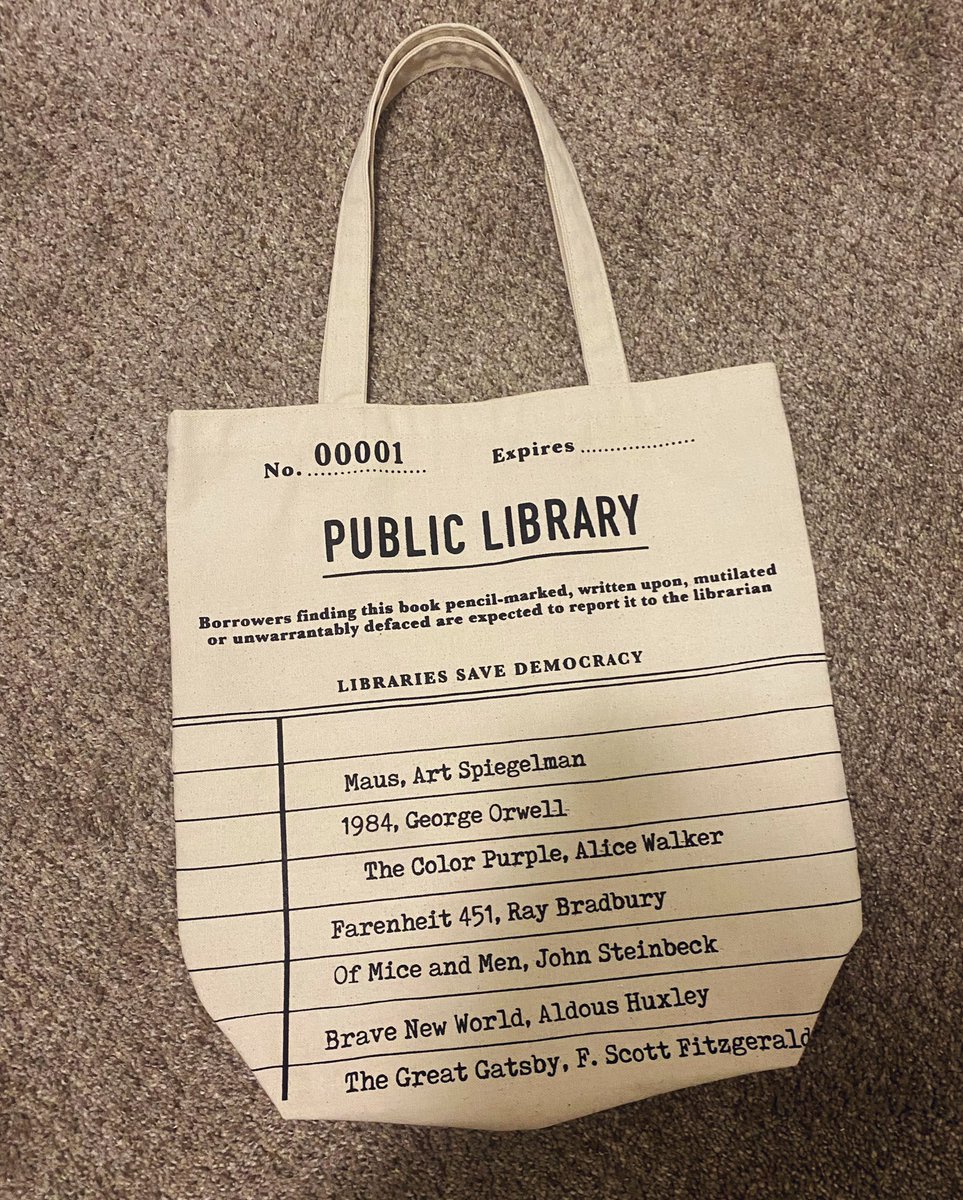 No. 00001 Expires
PUBLIC LIBRARY
Borrowers finding this book pencil-marked, written upon, mutilated
or unwarrantably defaced are expected to report it to the librarian
LIBRARIES SAVE DEMOCRACY
Maus, Art Spiegelman
1984, George Orwell
The Color Purple, Alice Walker
Farenheit 451, Ray Bradbury
Of Mice and Men, John Steinbeck
Brave New World, Aldous Huxley
The Great Gatsby, F. Scott Fitzgerald